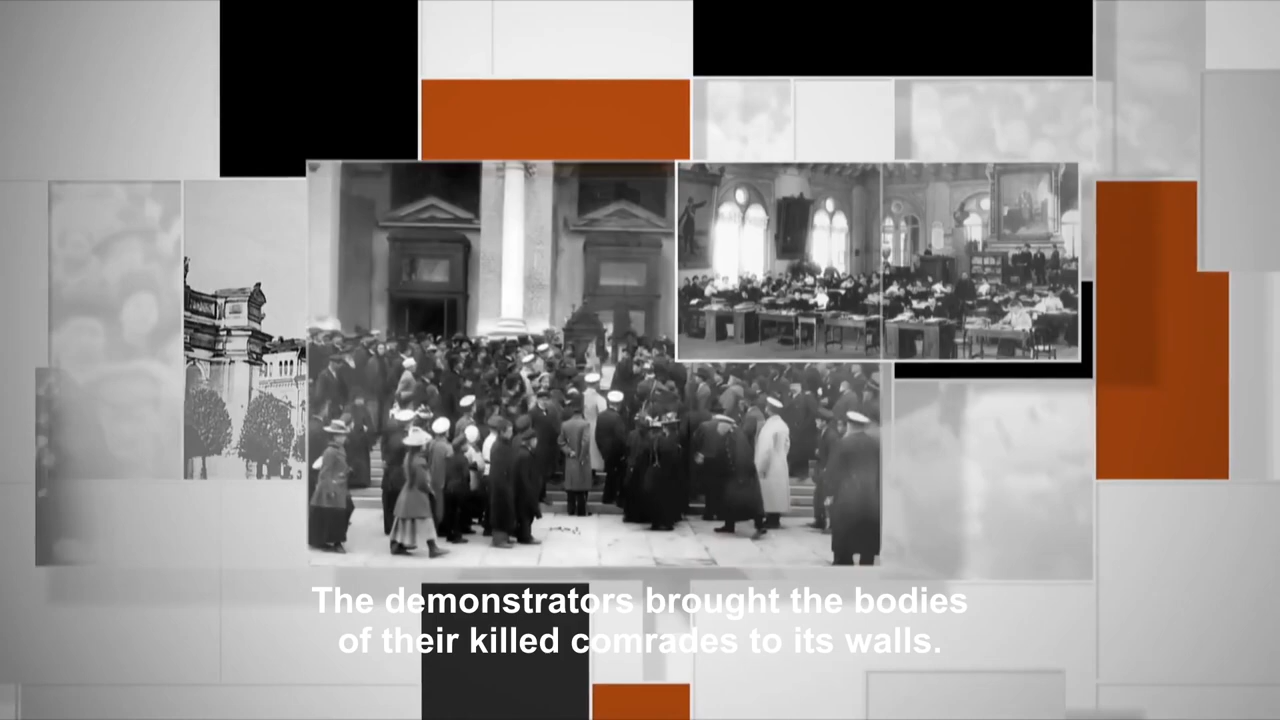 The demonstrators brought the bodies
of their killed comrades to its walls.